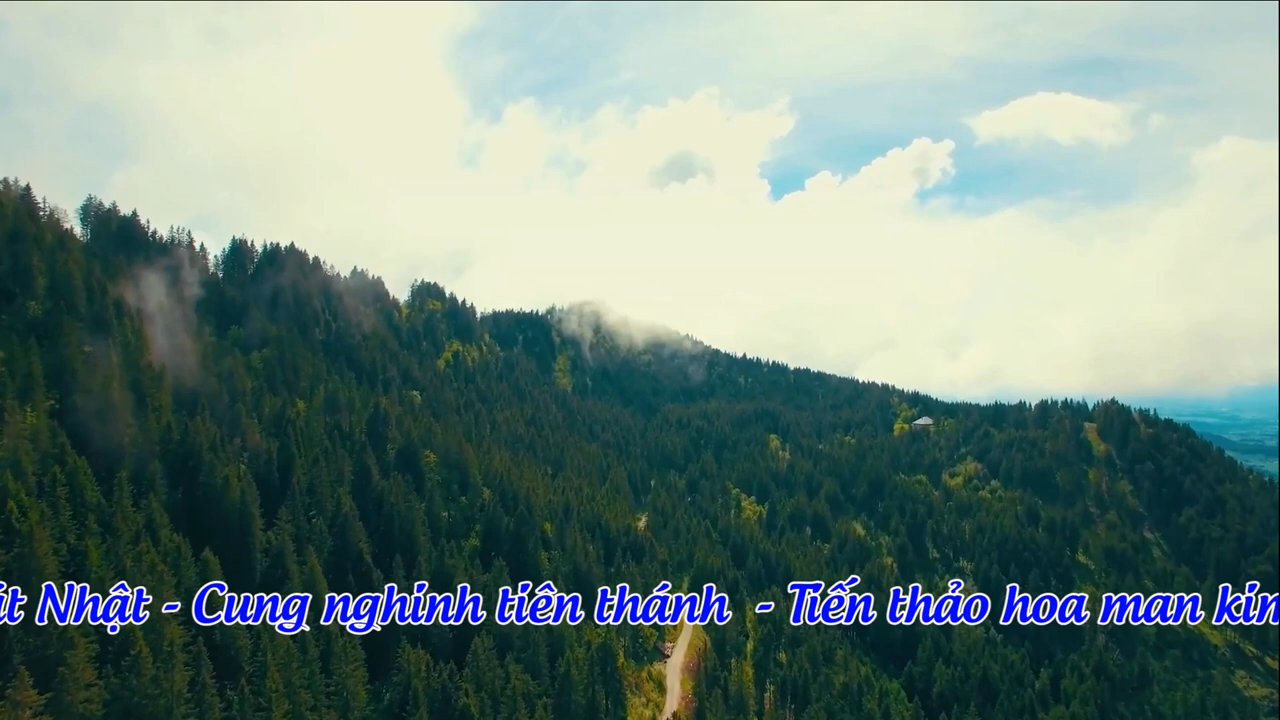 Nhật - Cung nghinh tiên thánh - Tiến thảo hoa man